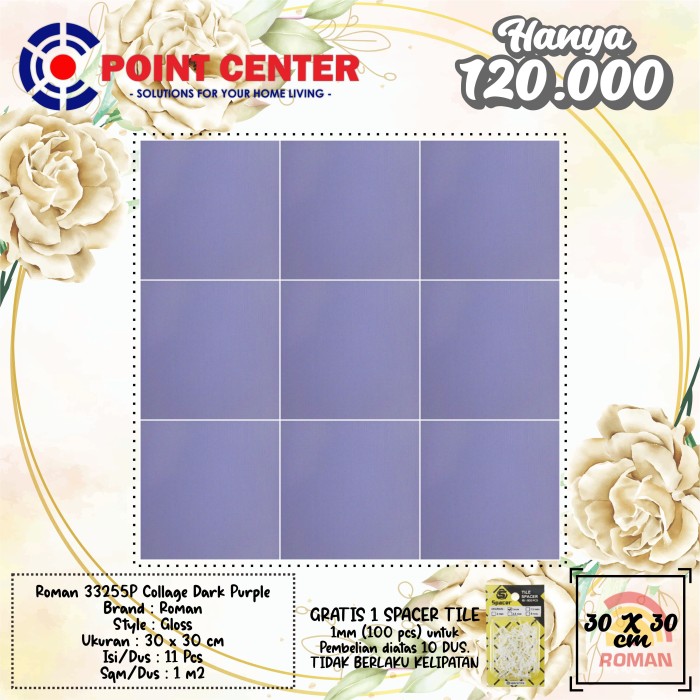 POINT CENTER
- SOLUTIONS FOR YOUR HOME LIVING -
Hanya
120.000
Roman 33255P Collage Dark Purple
Brand : Roman
Style : Gloss
Ukuran : 30 x 30 cm
Isi/Dus : 11 Pcs
Sqm/Dus : 1 m2
GRATIS 1 SPACER TILE
1mm (100 pcs) untuk
Pembelian diatas 10 DUS.
TIDAK BERLAKU KELIPATAN
Spacer
TILE
SPACER
30 X 30
cm
ROMAN